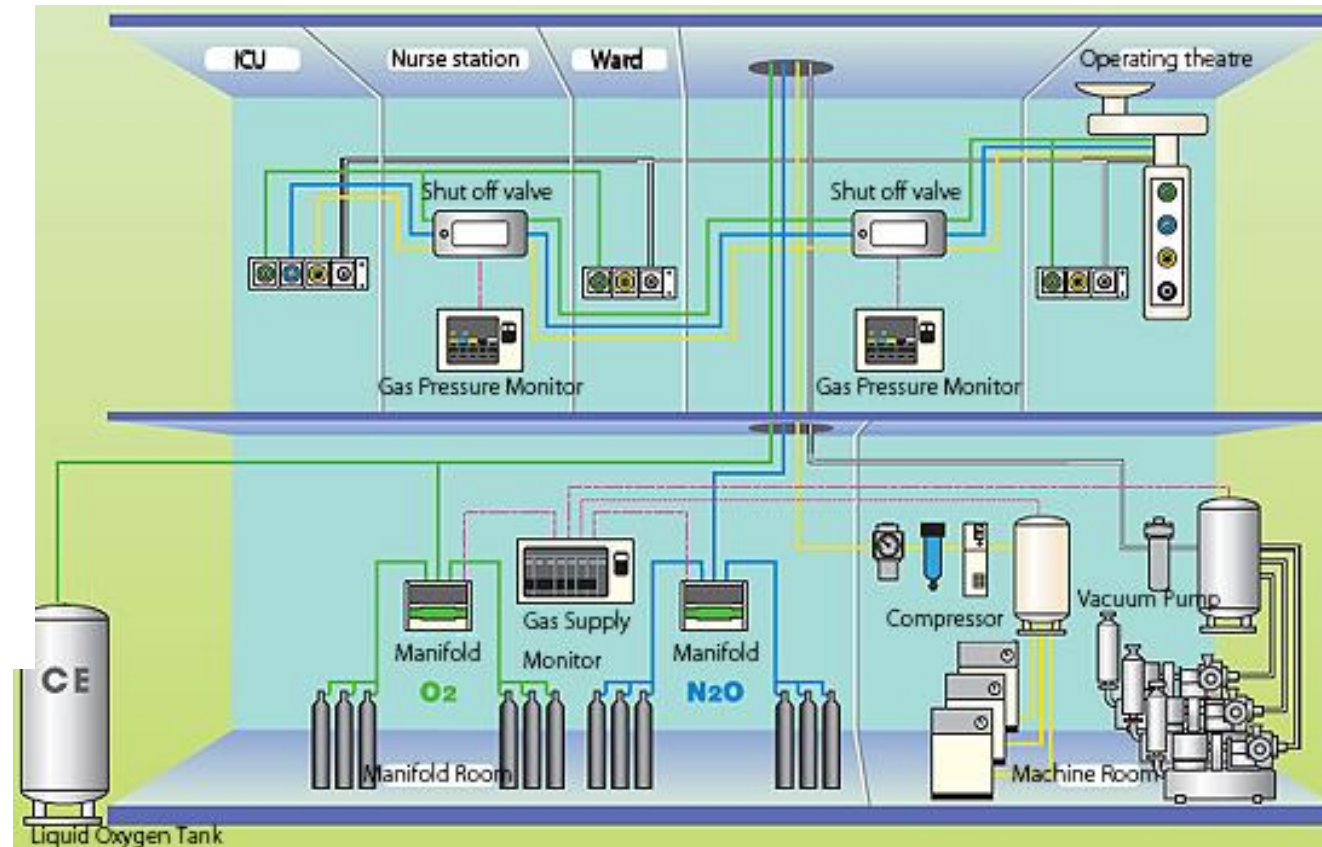 ICU
Nurse station
Ward
Operating theatre
Shut off valve
Shut off valve
Gas Pressure Monitor
Gas Pressure Monitor
Gas Supply
Monitor
Manifold
O2
Manifold
N2O
Compressor
Vacuum Pump
CE
Manifold Room
Machine Room
Liquid Oxygen Tank